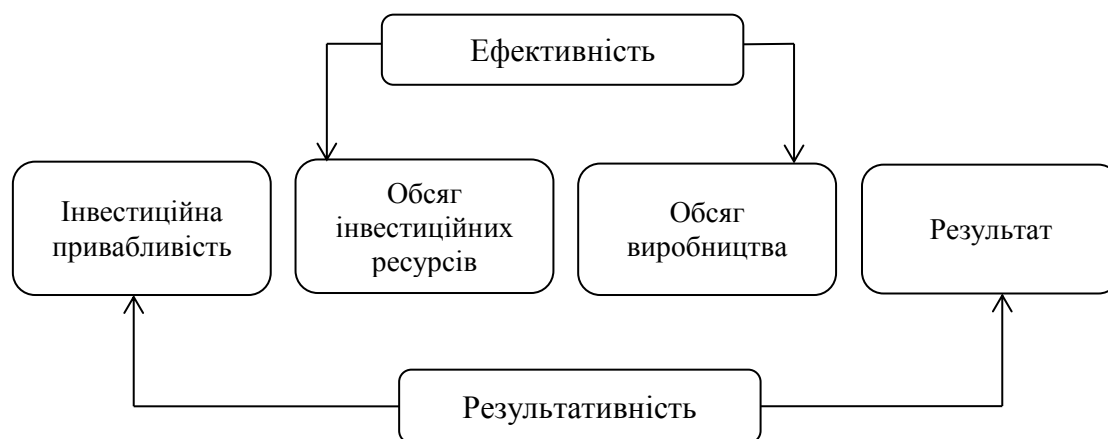 Ефективність
Інвестиційна
привабливість
Обсяг
інвестиційних
ресурсів
Обсяг
виробництва
Результат
Результативність